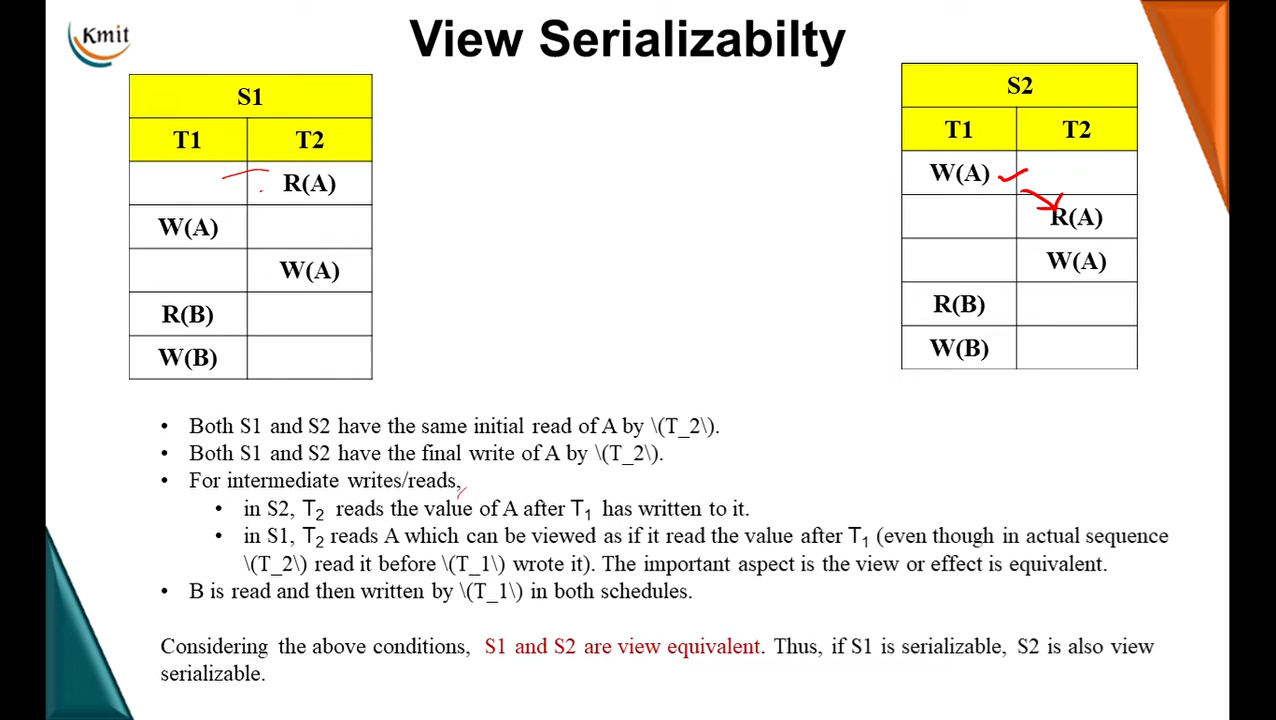 Kmit
View Serializabilty
S1
T1 T2
R(A)
W(A)
W(A)
R(B)
W(B)
S2
T1 T2
W(A)
R(A)
W(A)
R(B)
W(B)
• Both S1 and S2 have the same initial read of A by \(T_2\).
• Both S1 and S2 have the final write of A by \(T_2\).
• For intermediate writes/reads,
• in S2, T₂ reads the value of A after T₁ has written to it.
• in S1, T₂ reads A which can be viewed as if it read the value after T₁ (even though in actual sequence
\(T_2\) read it before \(T_1\) wrote it). The important aspect is the view or effect is equivalent.
• B is read and then written by \(T_1\) in both schedules.
Considering the above conditions, S1 and S2 are view equivalent. Thus, if S1 is serializable, S2 is also view
serializable.